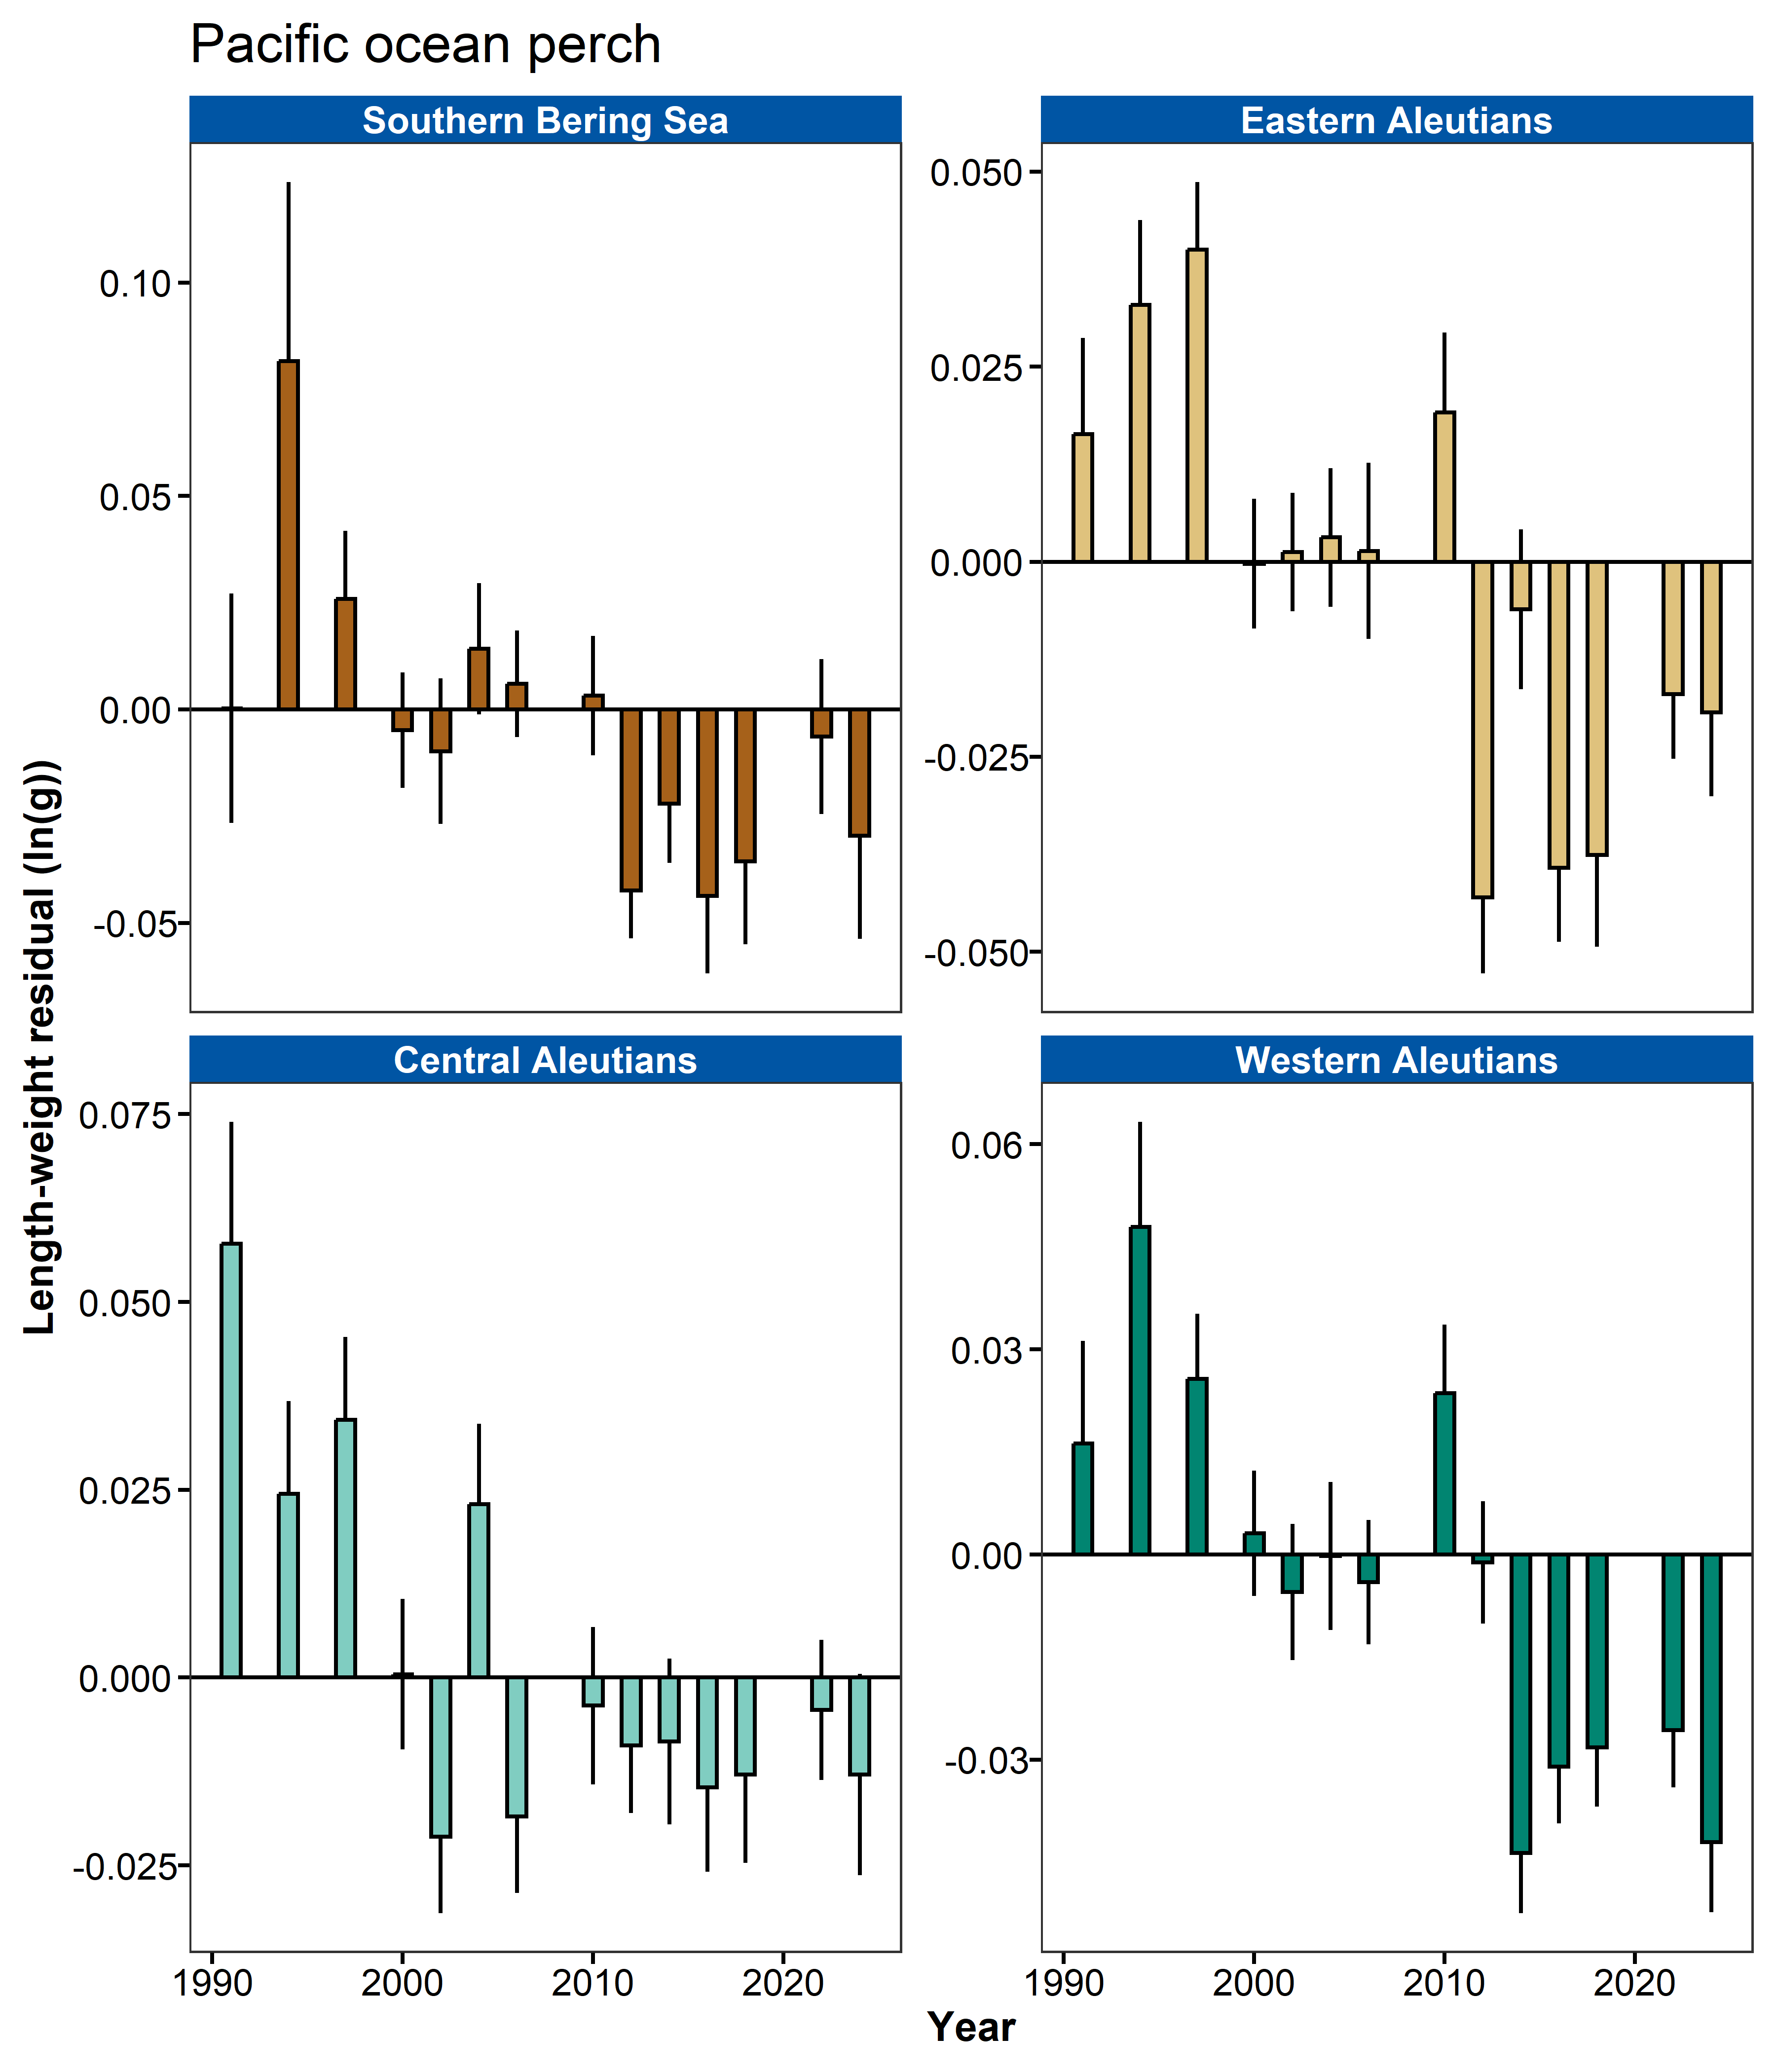 Pacific ocean perch
Southern Bering Sea
Eastern Aleutians
0.10
0.05
0.00
-0.05
0.050
0.025
0.000
-0.025
-0.050
Length-weight residual (ln(g))
Central Aleutians
Western Aleutians
0.075
0.050
0.025
0.000
-0.025
0.06
0.03
0.00
-0.03
1990 2000 2010 2020
1990 2000 2010 2020
Year